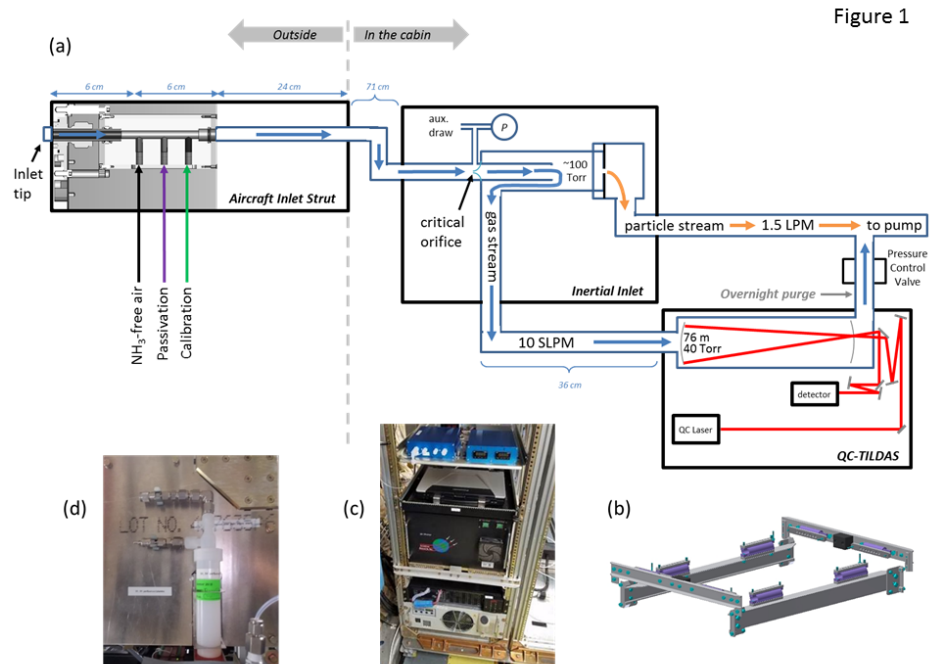 Figure 1
(a)
Outside
In the cabin
6 cm
6 cm
24 cm
71 cm
aux.
draw
P
~100
Torr
Inlet
tip
Aircraft Inlet Strut
critical
orifice
gas stream
particle stream
1.5 LPM
to pump
Pressure
Control
Valve
Inertial Inlet
Overnight purge
NH₃-free air
Passivation
Calibration
10 SLPM
76 m
40 Torr
36 cm
detector
QC Laser
QC-TILDAS
(d)
LOT NO.
(c)
(b)